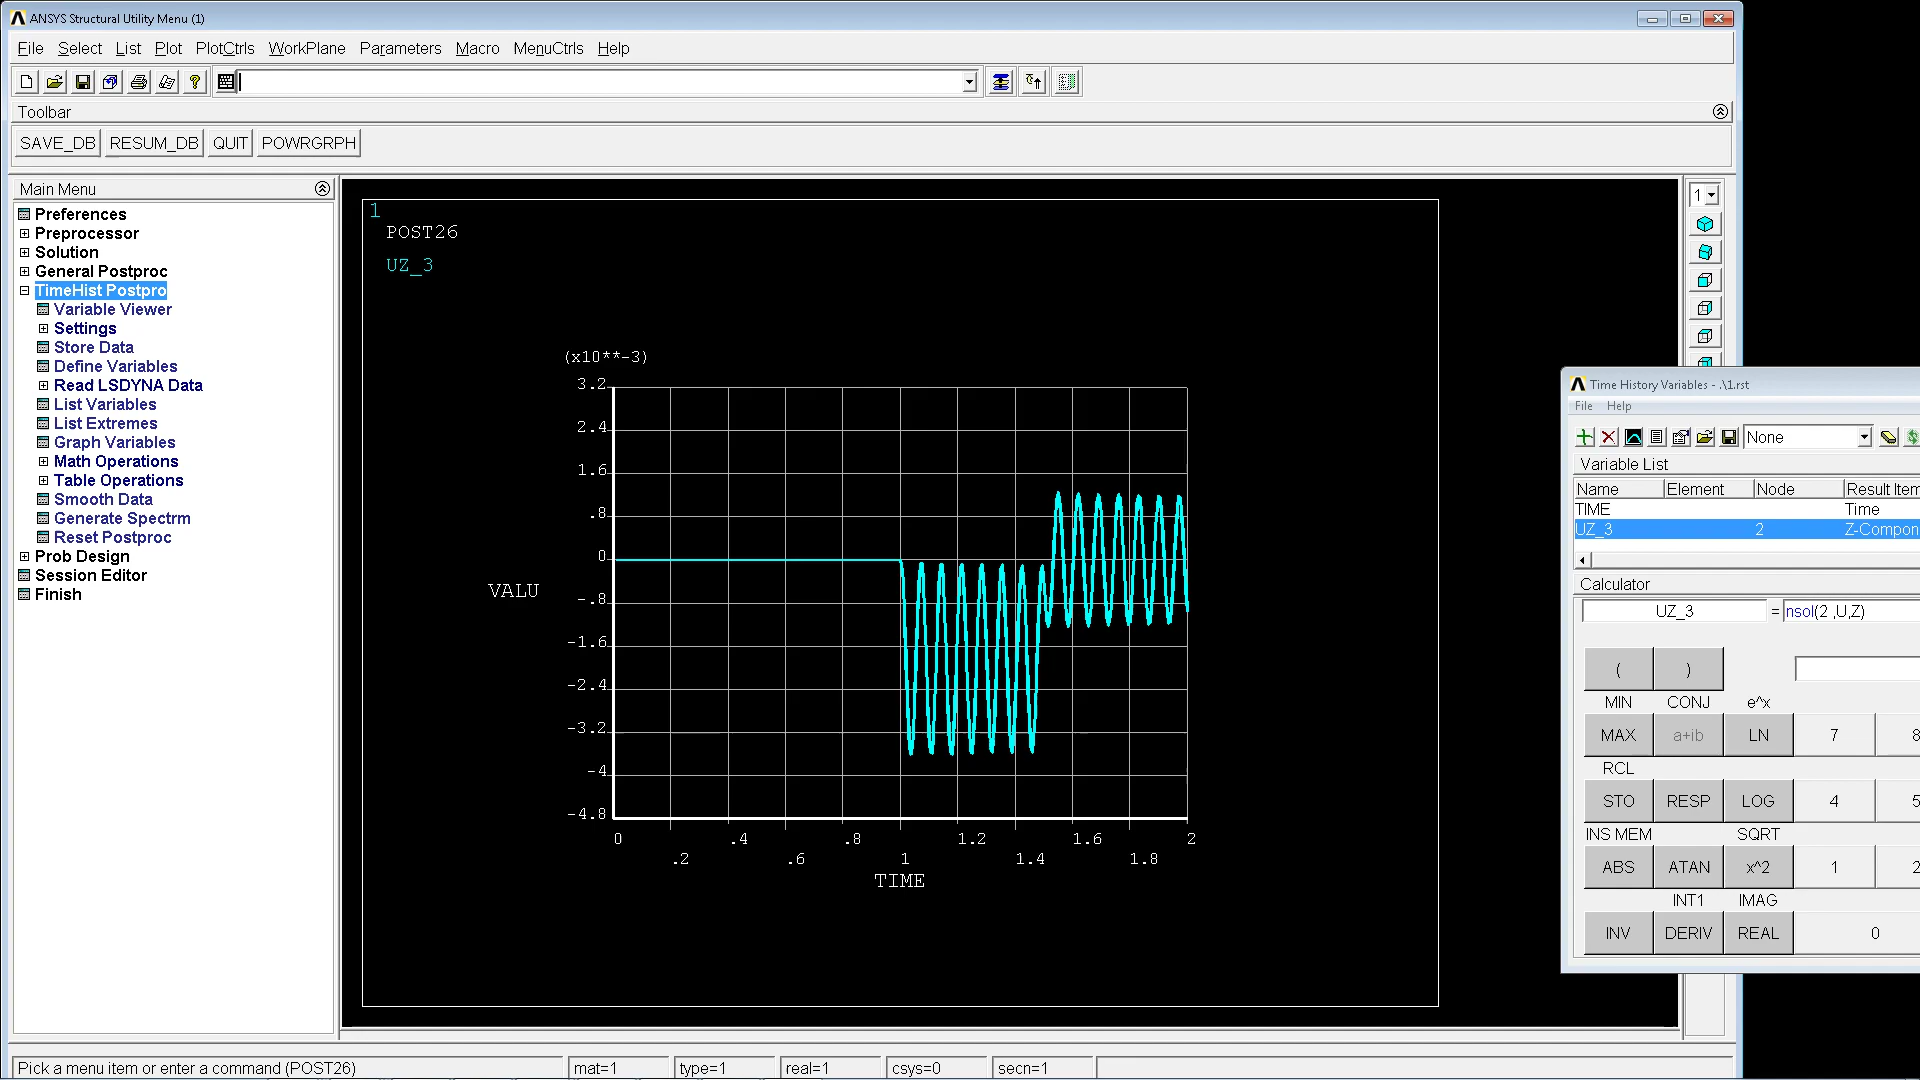 ANSYS Structural Utility Menu (1)
File Select List Plot PlotCtrls WorkPlane Parameters Macro MenuCtrls Help
Toolbar
SAVE_DB RESUM_DB QUIT POWRGRPH
Main Menu
Preferences
Preprocessor
Solution
General Postproc
TimeHist Postpro
Variable Viewer
Settings
Store Data
Define Variables
Read LSDYNA Data
List Variables
List Extremes
Graph Variables
Math Operations
Table Operations
Smooth Data
Generate Spectrm
Reset Postproc
Prob Design
Session Editor
Finish
1
POST26
UZ_3
(x10**-3)
3.2
2.4
1.6
.8
0
-.8
-1.6
-2.4
-3.2
-4
-4.8
VALU
0 .4 .8 1.2 1.6 2
.2 .6 1 1.4 1.8
TIME
1
Time History Variables - .\1.rst
File Help
None
Variable List
Name Element Node Result Item
TIME Time
UZ_3 2 Z-Compon
Calculator
UZ_3 = nsol(2 ,U,Z)
( )
MIN CONJ e^x
MAX a+ib LN 7 8
RCL
STO RESP LOG 4 5
INS MEM SQRT
ABS ATAN x^2 1 2
INT1 IMAG
INV DERIV REAL 0
Pick a menu item or enter a command (POST26) mat=1 type=1 real=1 csys=0 secn=1